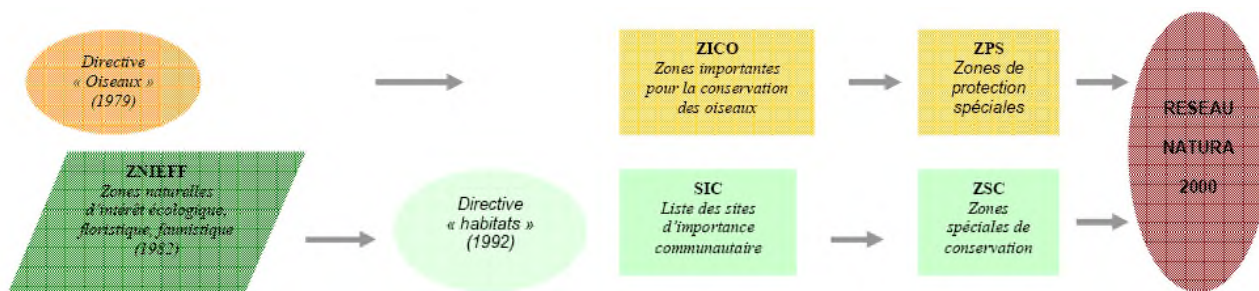 Directive
« Oiseaux »
(1979)
ZICO
Zones importantes
pour la conservation
des oiseaux
ZPS
Zones de
protection
spéciales
RESEAU
NATURA
2000
ZNIEFF
Zones naturelles
d'intérêt écologique,
floristique, faunistique
(1982)
Directive
« habitats »
(1992)
SIC
Liste des sites
d'importance
communautaire
ZSC
Zones
spéciales de
conservation